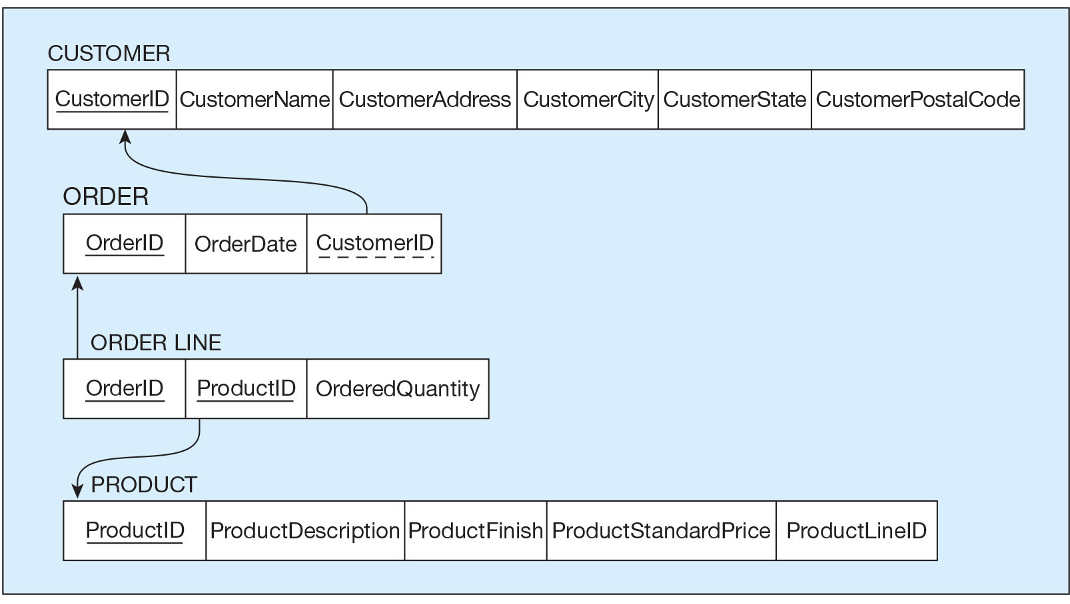 CUSTOMER
CustomerID CustomerName CustomerAddress CustomerCity CustomerState CustomerPostalCode
ORDER
OrderID OrderDate CustomerID
ORDER LINE
OrderID ProductID OrderedQuantity
PRODUCT
ProductID ProductDescription ProductFinish ProductStandardPrice ProductLineID